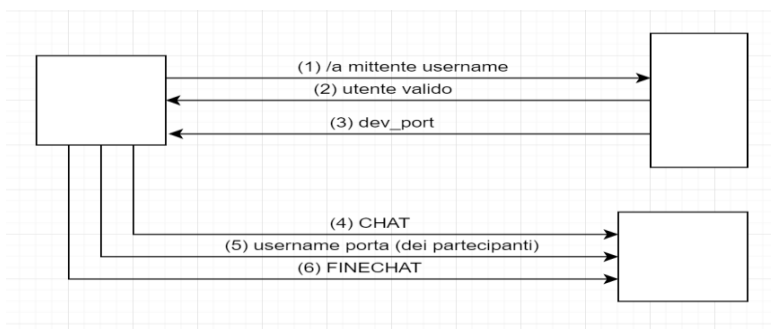 (1) /a mittente username
(2) utente valido
(3) dev_port
(4) CHAT
(5) username porta (dei partecipanti)
(6) FINECHAT